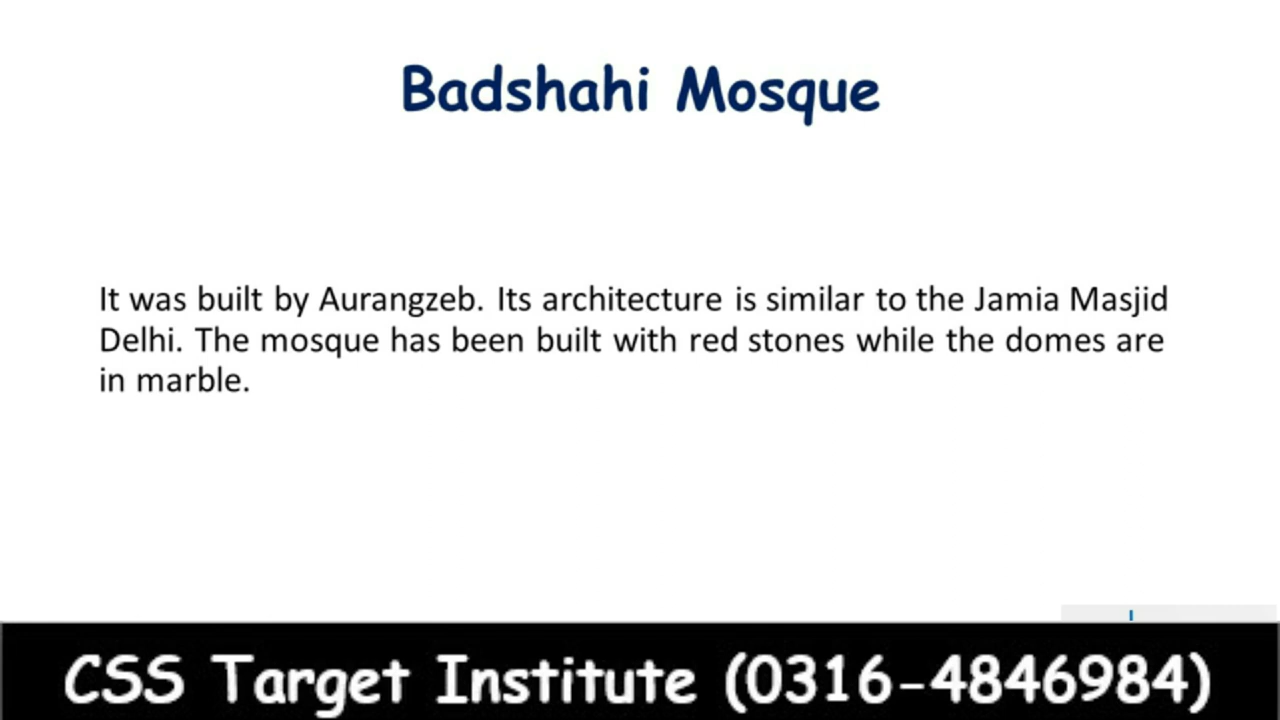 Badshahi Mosque
It was built by Aurangzeb. Its architecture is similar to the Jamia Masjid
Delhi. The mosque has been built with red stones while the domes are
in marble.
CSS Target Institute (0316-4846984)